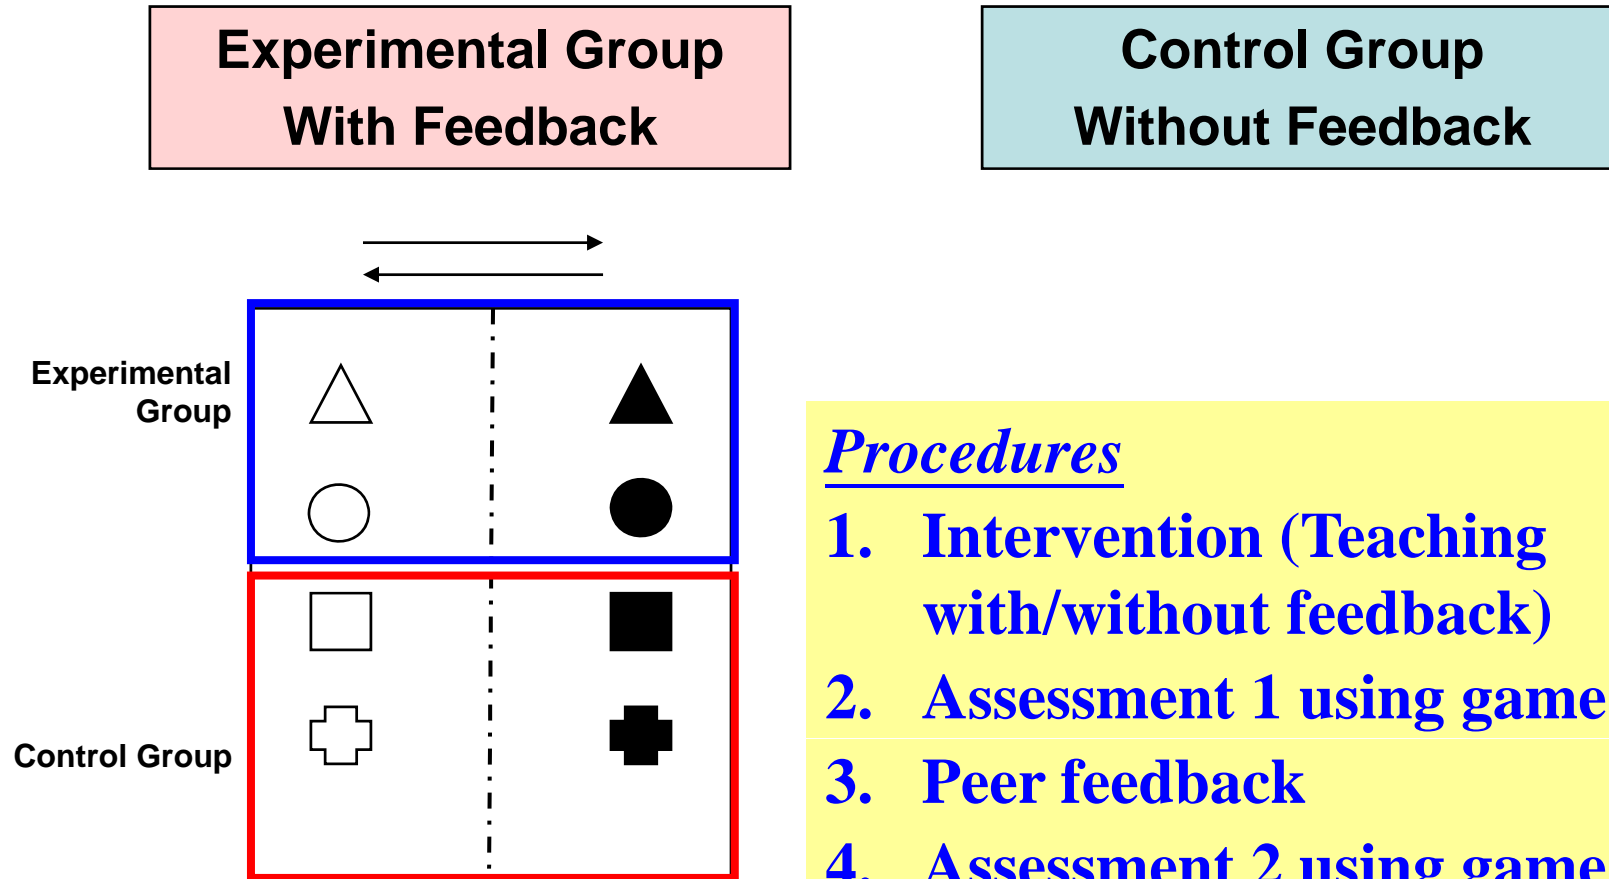 Experimental Group
With Feedback
Control Group
Without Feedback
Experimental
Group
Control Group
Procedures
1. Intervention (Teaching
with/without feedback)
2. Assessment 1 using game
3. Peer feedback
4. Assessment 2 using game